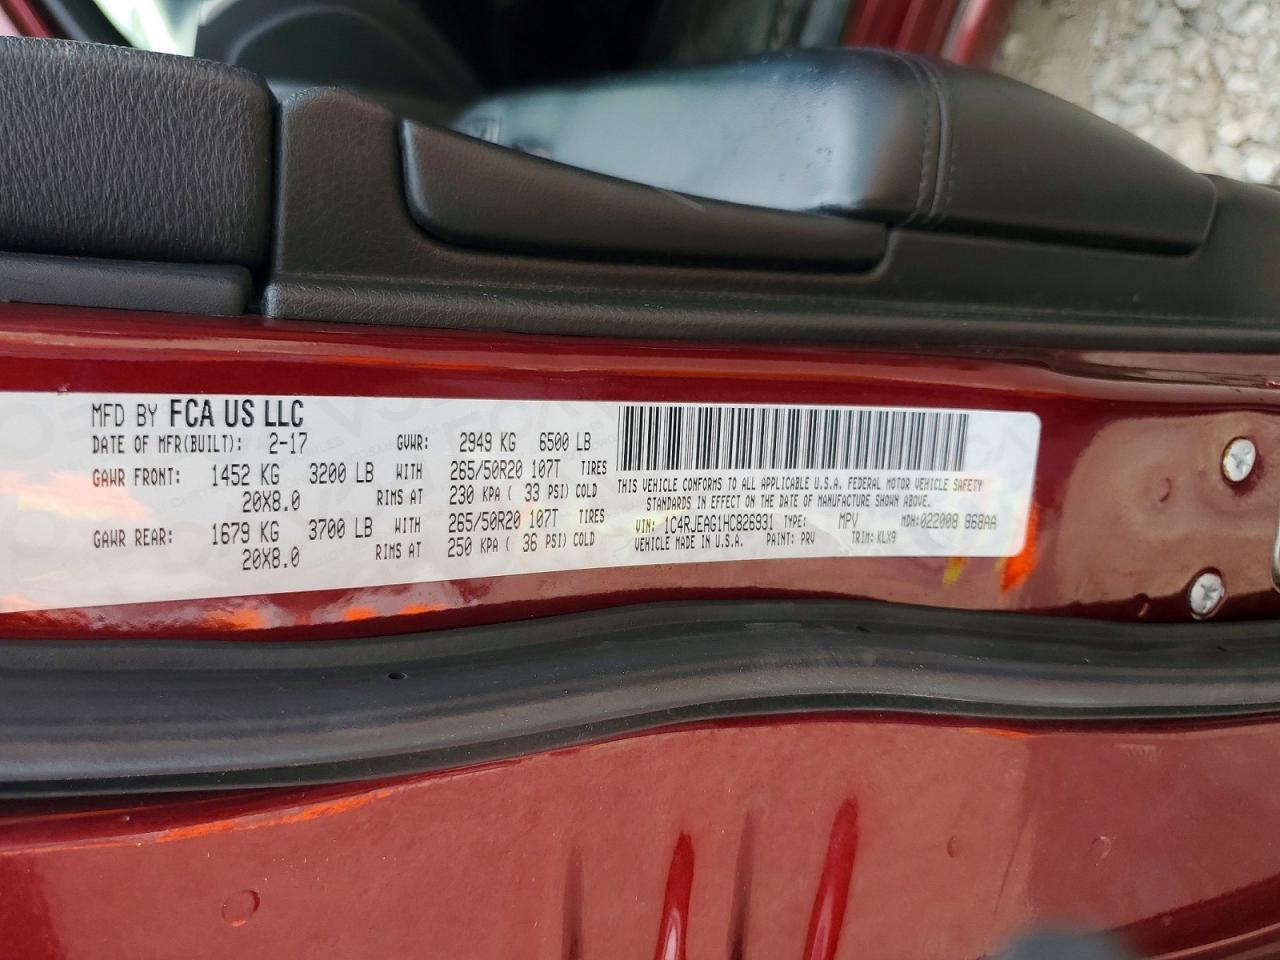 MFD BY FCA US LLC
DATE OF MFR(BUILT): 2-17 GVWR: 2949 KG 6500 LB
GAWR FRONT: 1452 KG 3200 LB WITH 265/50R20 107T TIRES
20X8.0 RIMS AT 230 KPA ( 33 PSI) COLD
GAWR REAR: 1679 KG 3700 LB WITH 265/50R20 107T TIRES
20X8.0 RIMS AT 250 KPA ( 36 PSI) COLD
THIS VEHICLE CONFORMS TO ALL APPLICABLE U.S.A. FEDERAL MOTOR VEHICLE SAFETY
STANDARDS IN EFFECT ON THE DATE OF MANUFACTURE SHOWN ABOVE.
VIN: 1C4RJEAG1HC826931 TYPE: MPV MDH:022008 868AA
VEHICLE MADE IN U.S.A. PAINT: PRV TRIM: KLX9